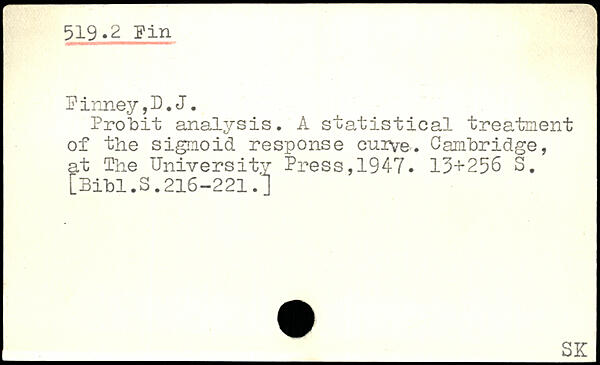 519.2 Fin
Finney,D.J.
Probit analysis. A statistical treatment
of the sigmoid response curve. Cambridge,
at The University Press,1947. 13+256 S.
[Bibl.S.216-221.]
SK